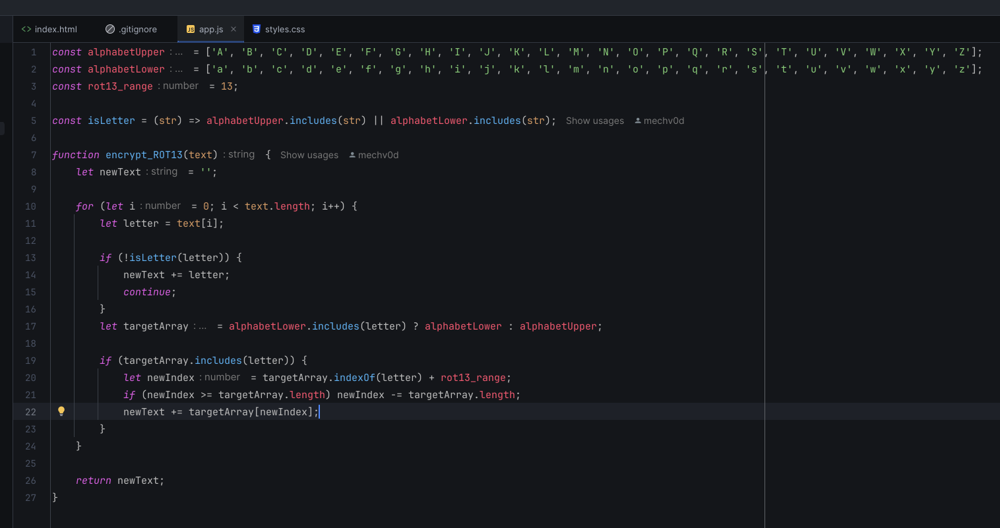 index.html .gitignore app.js × styles.css
1 const alphabetUpper : ... = ['A', 'B', 'C', 'D', 'E', 'F', 'G', 'H', 'I', 'J', 'K', 'L', 'M', 'N', 'O', 'P', 'Q', 'R', 'S', 'T', 'U', 'V', 'W', 'X', 'Y', 'Z'];
2 const alphabetLower : ... = ['a', 'b', 'c', 'd', 'e', 'f', 'g', 'h', 'i', 'j', 'k', 'l', 'm', 'n', 'o', 'p', 'q', 'r', 's', 't', 'u', 'v', 'w', 'x', 'y', 'z'];
3 const rot13_range : number = 13;
4
5 const isLetter = (str) => alphabetUpper.includes(str) || alphabetLower.includes(str); Show usages mechv0d
6
7 function encrypt_ROT13(text) : string { Show usages mechv0d
8 let newText : string = '';
9
10 for (let i : number = 0; i < text.length; i++) {
11 let letter = text[i];
12
13 if (!isLetter(letter)) {
14 newText += letter;
15 continue;
16 }
17 let targetArray : ... = alphabetLower.includes(letter) ? alphabetLower : alphabetUpper;
18
19 if (targetArray.includes(letter)) {
20 let newIndex : number = targetArray.indexOf(letter) + rot13_range;
21 if (newIndex >= targetArray.length) newIndex -= targetArray.length;
22 newText += targetArray[newIndex];
23 }
24 }
25
26 return newText;
27 }